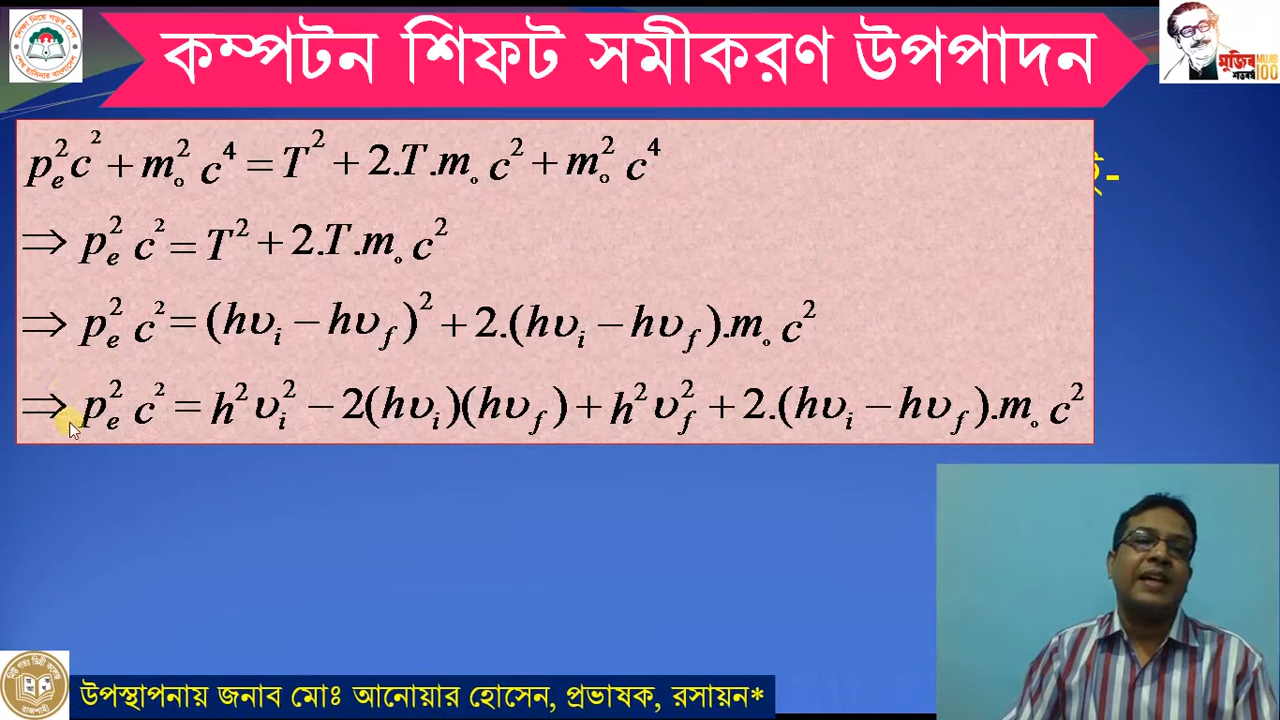 কম্পটন শিফট সমীকরণ উপপাদন
মুজিব MUJIB
শতবর্ষ 100
p_e^2 c^2 + m_o^2 c^4 = T^2 + 2.T.m_o c^2 + m_o^2 c^4
⇒ p_e^2 c^2 = T^2 + 2.T.m_o c^2
⇒ p_e^2 c^2 = (hυ_i − hυ_f)^2 + 2.(hυ_i − hυ_f).m_o c^2
⇒ p_e^2 c^2 = h^2 υ_i^2 − 2(hυ_i)(hυ_f) + h^2 υ_f^2 + 2.(hυ_i − hυ_f).m_o c^2
রাজশাহী
উপস্থাপনায় জনাব মোঃ আনোয়ার হোসেন, প্রভাষক, রসায়ন*